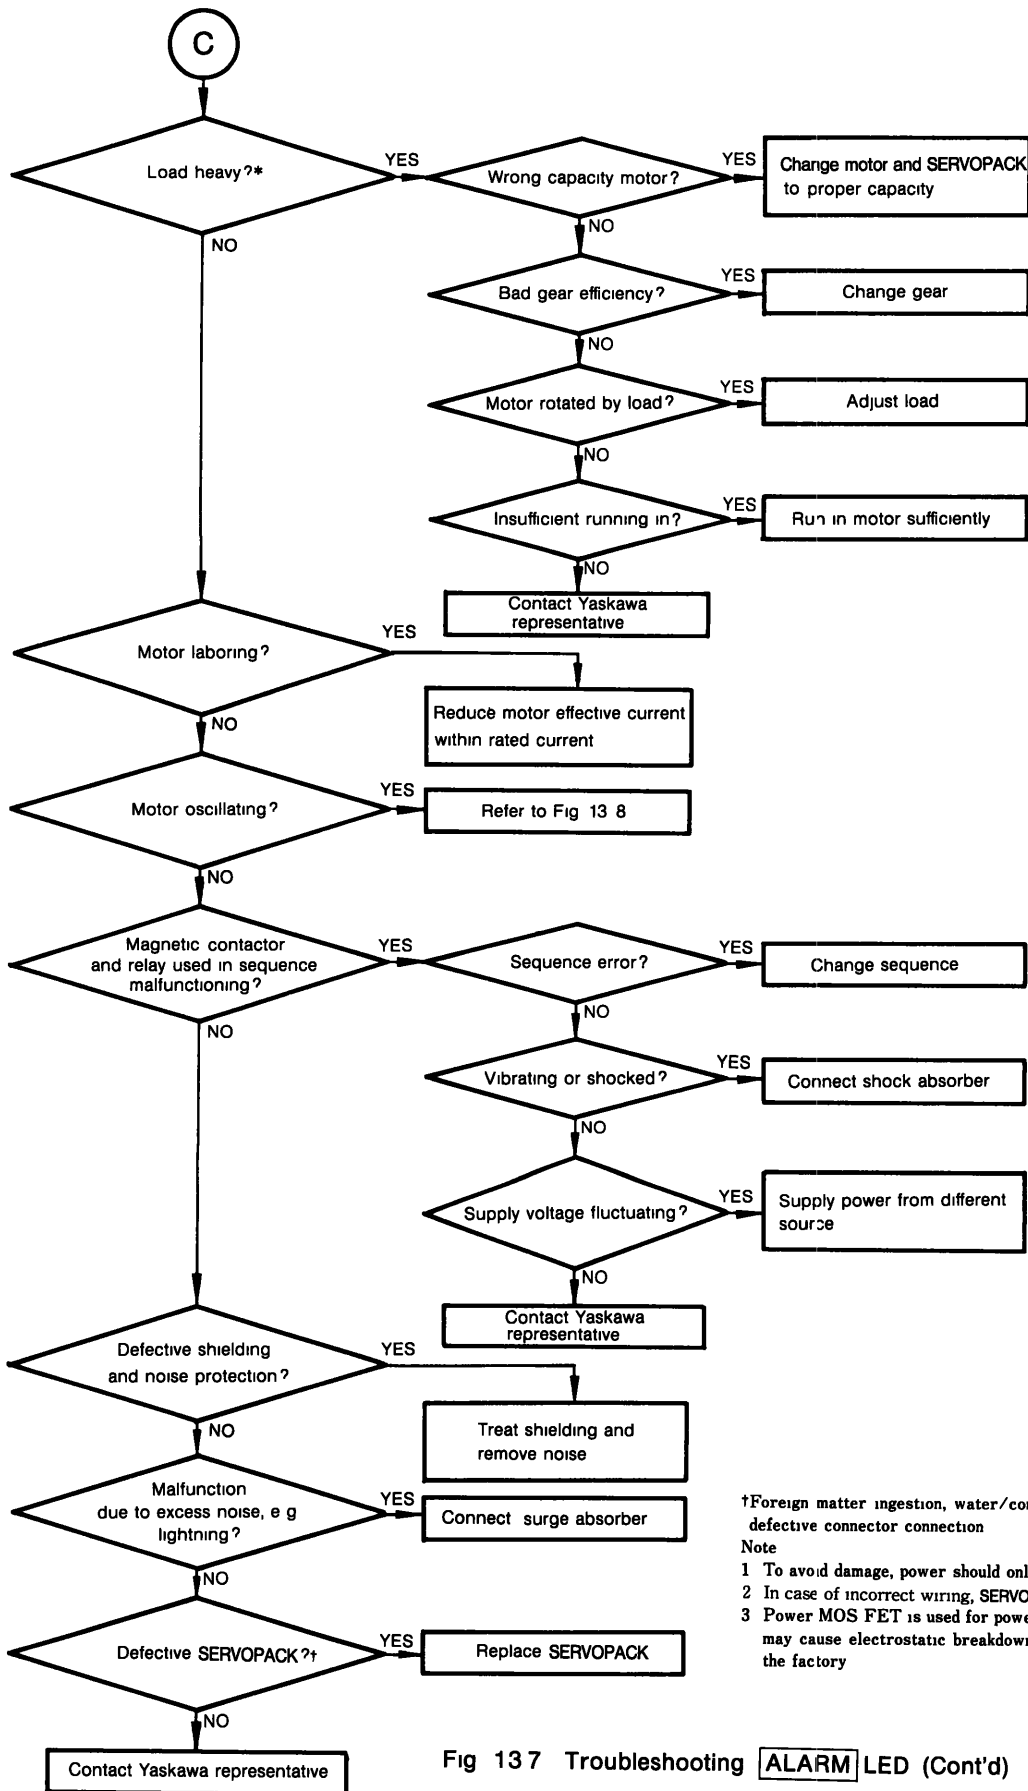 C
Load heavy?*
YES
Wrong capacity motor?
YES
Change motor and SERVOPACK
to proper capacity
NO
NO
Bad gear efficiency?
YES
Change gear
NO
Motor rotated by load?
YES
Adjust load
NO
Insufficient running in?
YES
Run in motor sufficiently
NO
Contact Yaskawa
representative
Motor laboring?
YES
Reduce motor effective current
within rated current
NO
Motor oscillating?
YES
Refer to Fig 13 8
NO
Magnetic contactor
and relay used in sequence
malfunctioning?
YES
Sequence error?
YES
Change sequence
NO
NO
Vibrating or shocked?
YES
Connect shock absorber
NO
Supply voltage fluctuating?
YES
Supply power from different
source
NO
Contact Yaskawa
representative
Defective shielding
and noise protection?
YES
Treat shielding and
remove noise
NO
Malfunction
due to excess noise, e g
lightning?
YES
Connect surge absorber
NO
Defective SERVOPACK?†
YES
Replace SERVOPACK
NO
Contact Yaskawa representative
†Foreign matter ingestion,
defective connector connection
Note
1 To avoid damage, power should
2 In case of incorrect wiring,
3 Power MOS FET is used for
may cause electrostatic
the factory
Fig 13 7 Troubleshooting ALARM LED (Cont'd)